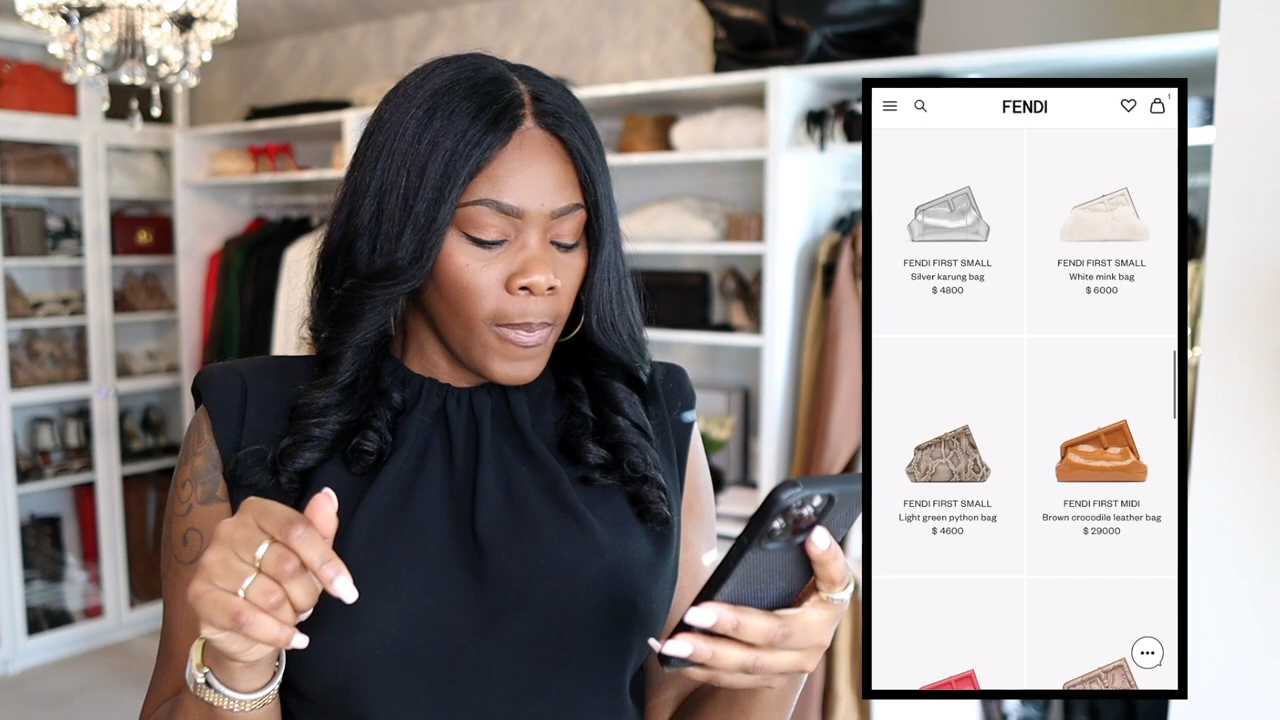 FENDI
1
FENDI FIRST SMALL
Silver karung bag
$ 4800
FENDI FIRST SMALL
White mink bag
$ 6000
FENDI FIRST SMALL
Light green python bag
$ 4600
FENDI FIRST MIDI
Brown crocodile leather bag
$ 29000